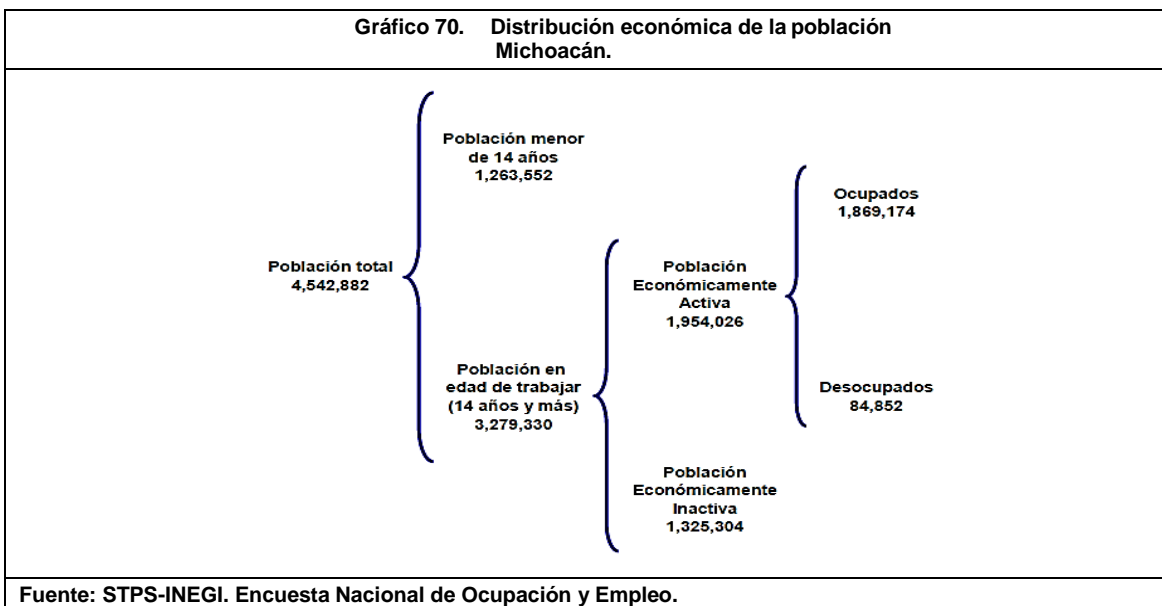 Gráfico 70. Distribución económica de la población
Michoacán.
Población menor
de 14 años
1,263,552
Ocupados
1,869,174
Población total
4,542,882
Población
Económicamente
Activa
1,954,026
Población en
edad de trabajar
(14 años y más)
3,279,330
Desocupados
84,852
Población
Económicamente
Inactiva
1,325,304
Fuente: STPS-INEGI. Encuesta Nacional de Ocupación y Empleo.